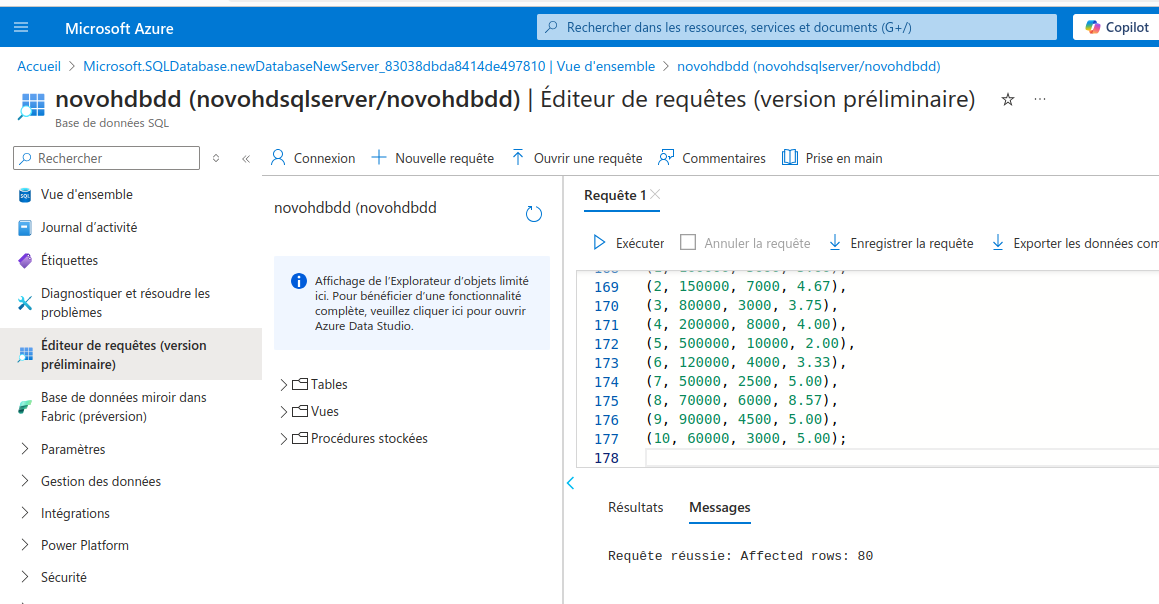 Microsoft Azure
Rechercher dans les ressources, services et documents (G+/)
Copilot
Accueil > Microsoft.SQLDatabase.newDatabaseNewServer_83038dbda8414de497810 | Vue d'ensemble > novohdbdd (novohdsqlserver/novohdbdd)
novohdbdd (novohdsqlserver/novohdbdd) | Éditeur de requêtes (version préliminaire)
Base de données SQL
Rechercher
Vue d'ensemble
Journal d’activité
Étiquettes
Diagnostiquer et résoudre les
problèmes
Éditeur de requêtes (version
préliminaire)
Base de données miroir dans
Fabric (préversion)
Paramètres
Gestion des données
Intégrations
Power Platform
Sécurité
Connexion
Nouvelle requête
Ouvrir une requête
Commentaires
Prise en main
novohdbdd (novohdbdd
Affichage de l’Explorateur d’objets limité
ici. Pour bénéficier d’une fonctionnalité
complète, veuillez cliquer ici pour ouvrir
Azure Data Studio.
Tables
Vues
Procédures stockées
Requête 1
Exécuter
Annuler la requête
Enregistrer la requête
Exporter les données com
169 (2, 150000, 7000, 4.67),
170 (3, 80000, 3000, 3.75),
171 (4, 200000, 8000, 4.00),
172 (5, 500000, 10000, 2.00),
173 (6, 120000, 4000, 3.33),
174 (7, 50000, 2500, 5.00),
175 (8, 70000, 6000, 8.57),
176 (9, 90000, 4500, 5.00),
177 (10, 60000, 3000, 5.00);
178
Résultats
Messages
Requête réussie: Affected rows: 80